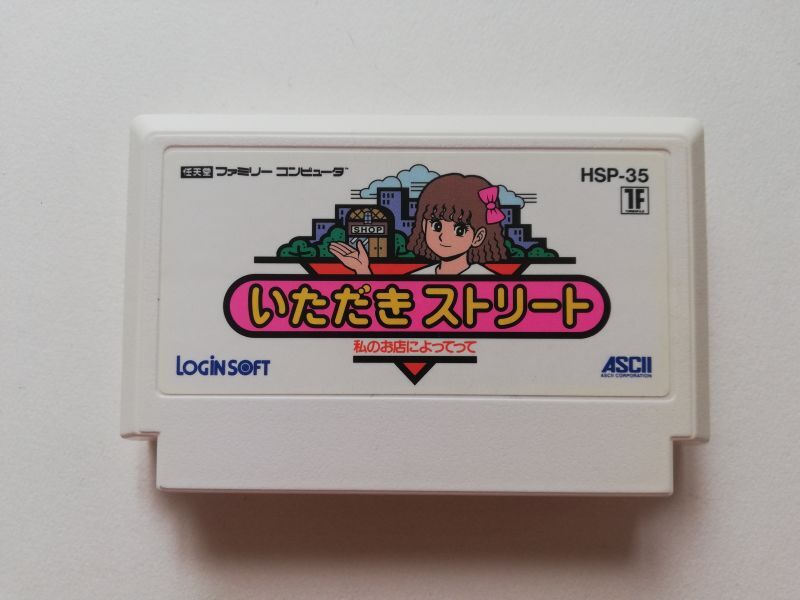 任天堂 ファミリー コンピュータ™
HSP-35
1F
SHOP
いただきストリート
私のお店によってって
LOGiN SOFT
ASCII
ASCII CORPORATION